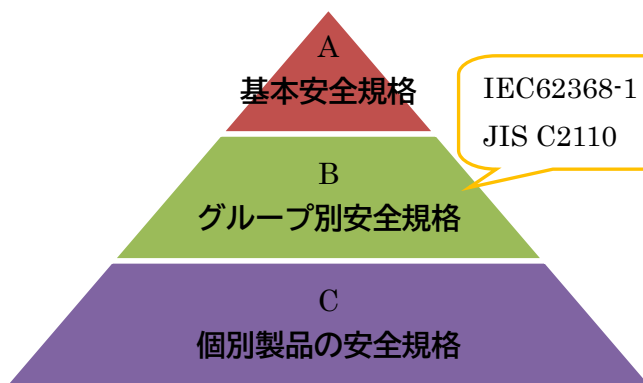 A
基本安全規格
IEC62368-1
JIS C2110
B
グループ別安全規格
C
個別製品の安全規格